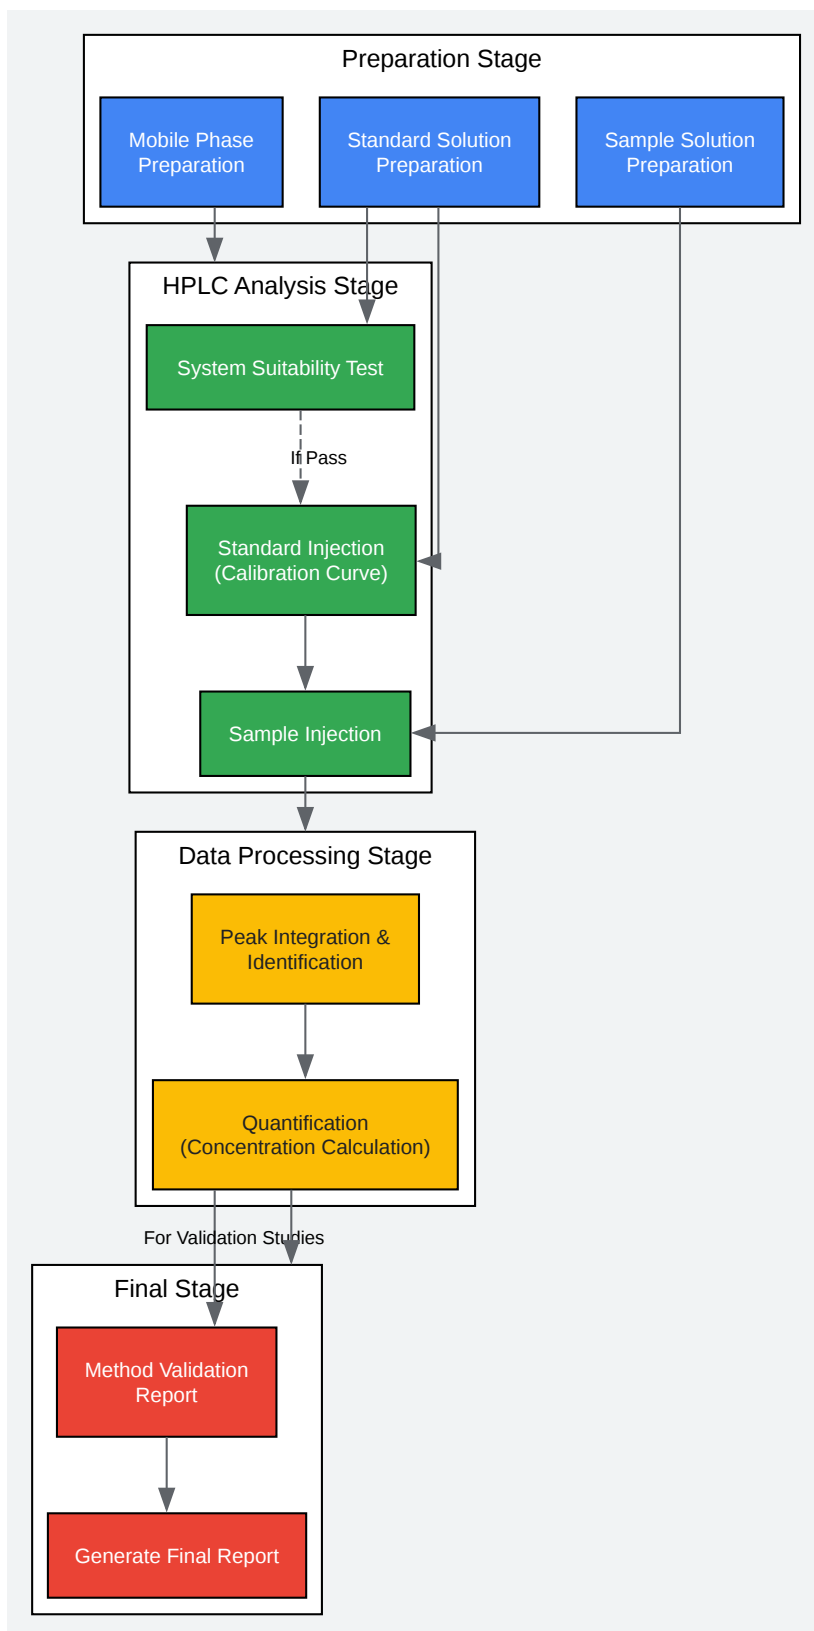 Preparation Stage
Mobile Phase
Preparation
Standard Solution
Preparation
Sample Solution
Preparation
HPLC Analysis Stage
System Suitability Test
If Pass
Standard Injection
(Calibration Curve)
Sample Injection
Data Processing Stage
Peak Integration &
Identification
Quantification
(Concentration Calculation)
For Validation Studies
Final Stage
Method Validation
Report
Generate Final Report